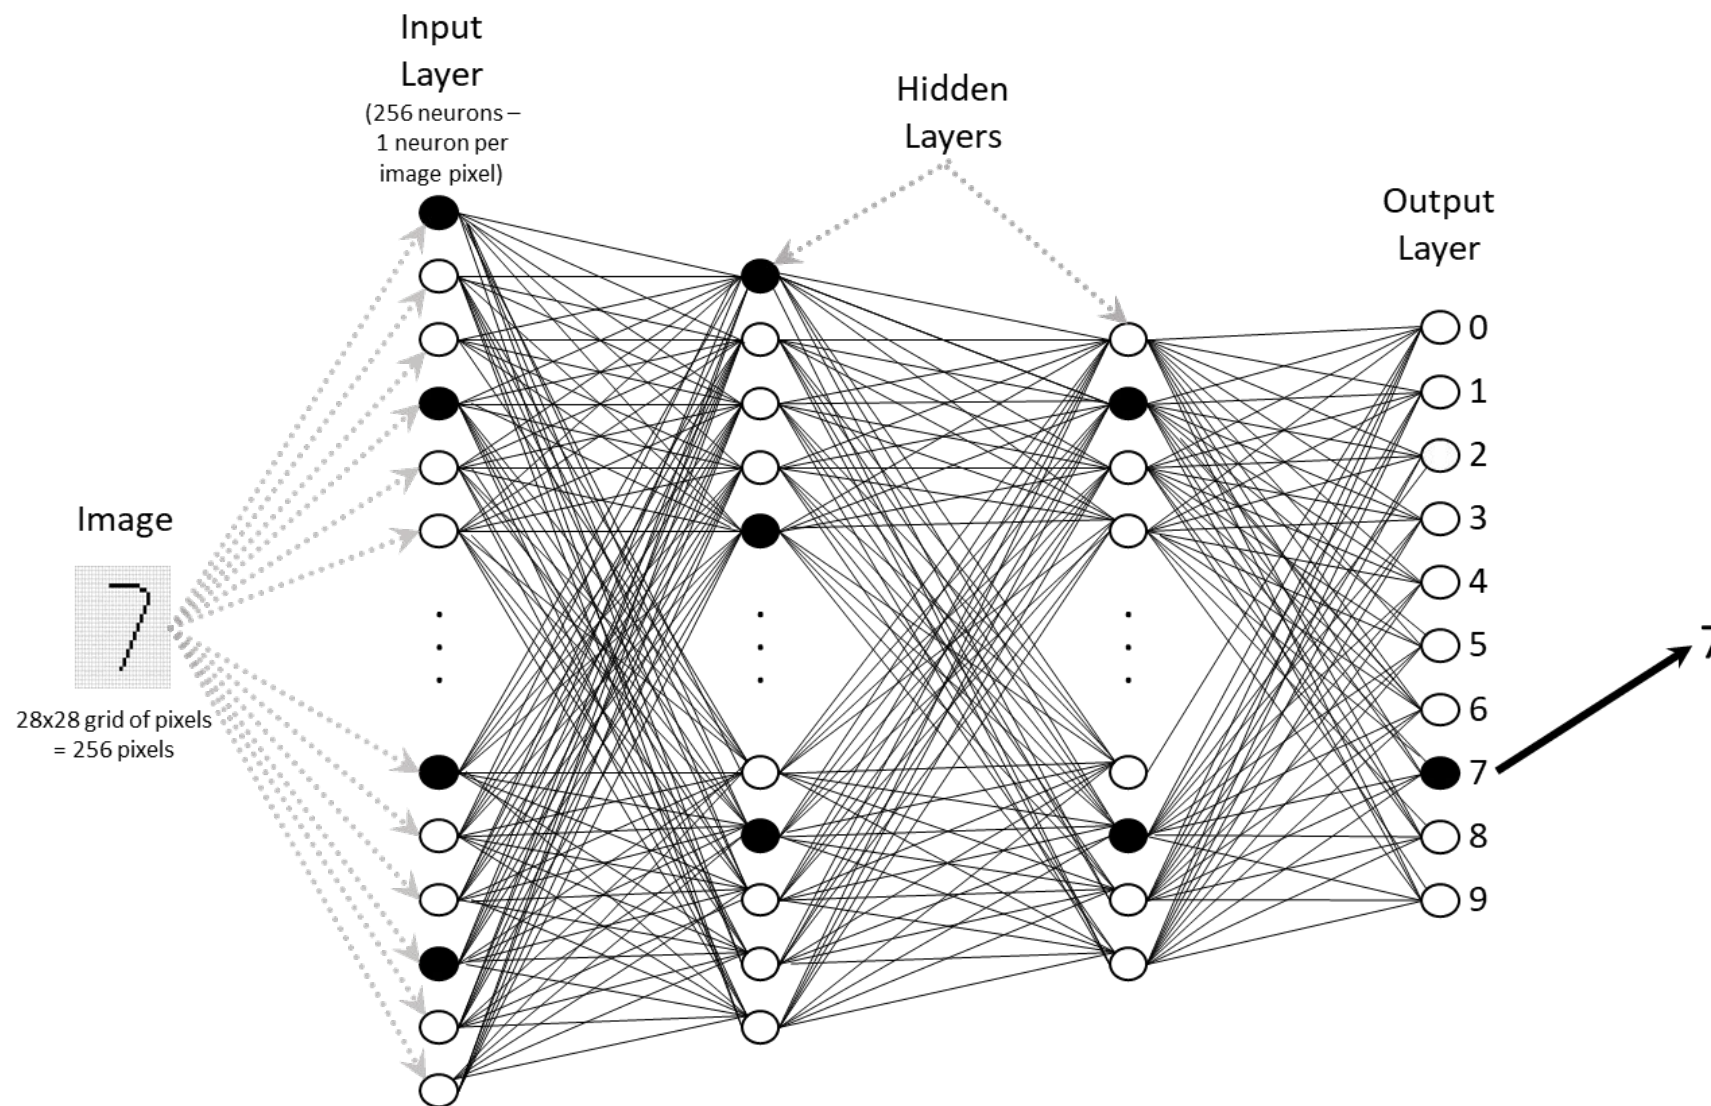 Input
Layer
(256 neurons –
1 neuron per
image pixel)
Hidden
Layers
Output
Layer
0
1
2
3
4
5
6
7
8
9
7
Image
7
28x28 grid of pixels
= 256 pixels